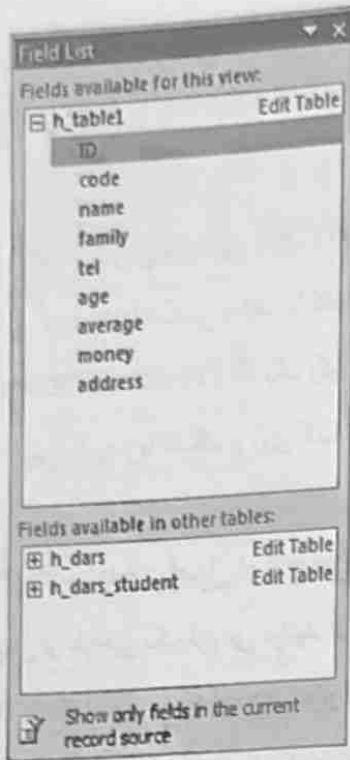 Field List
Fields available for this view:
h_table1 Edit Table
ID
code
name
family
tel
age
average
money
address
Fields available in other tables:
h_dars Edit Table
h_dars_student Edit Table
Show only fields in the current
record source